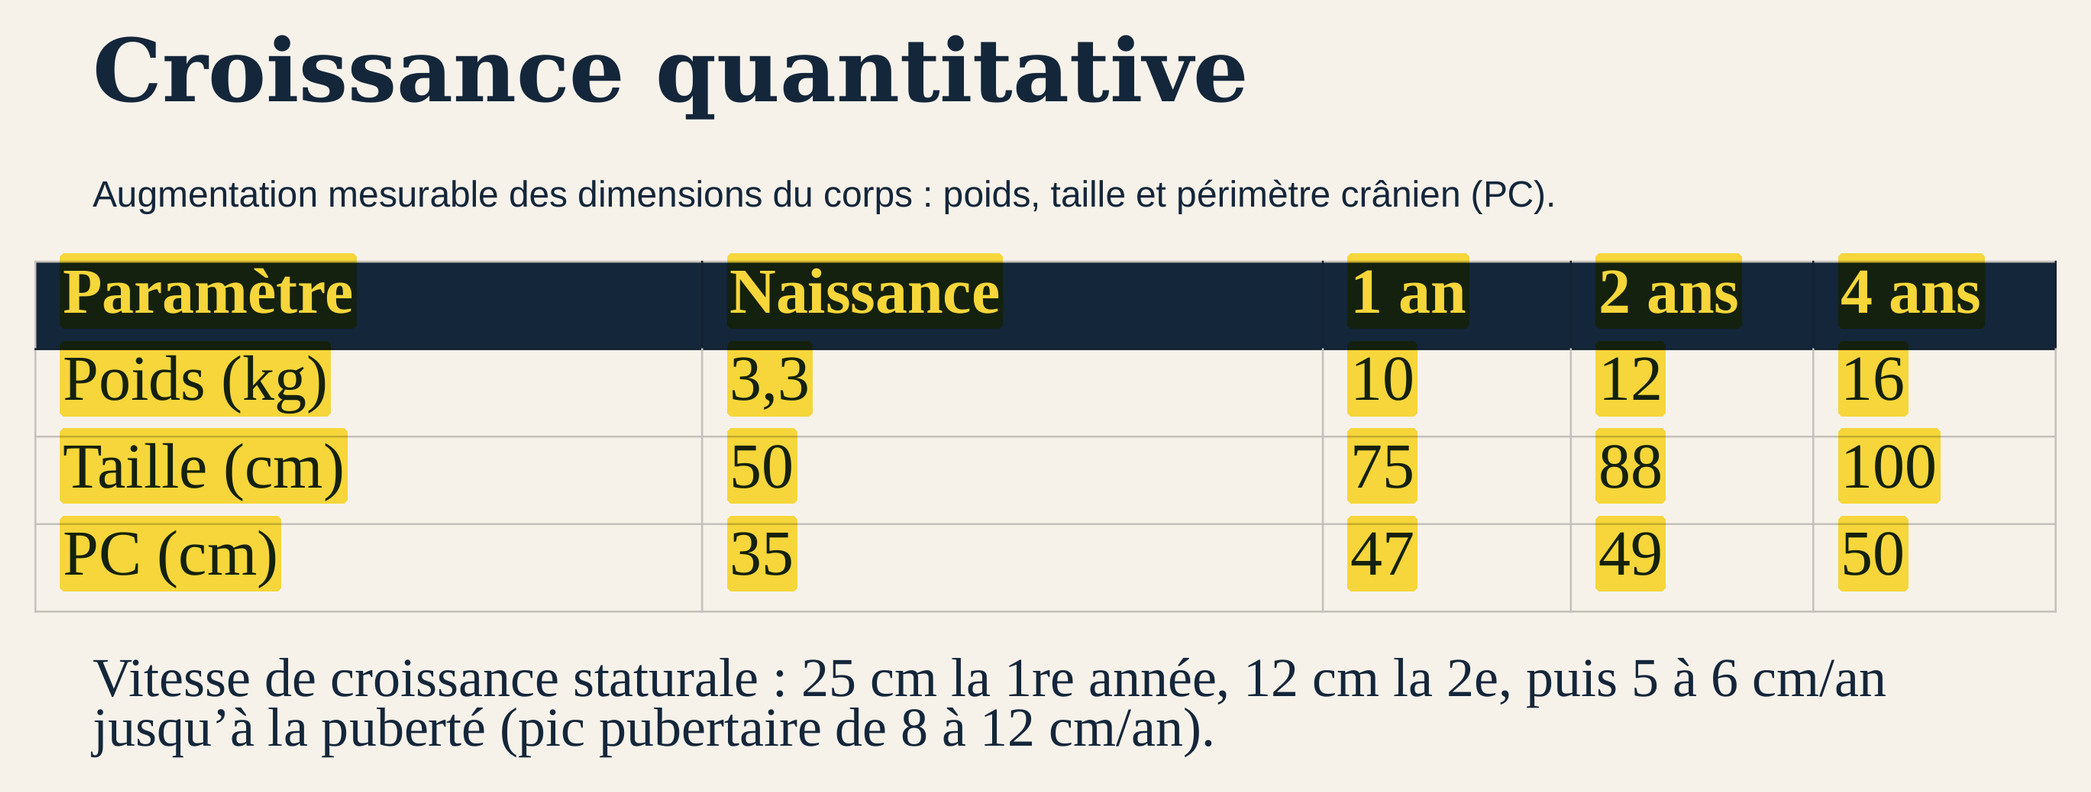 Croissance quantitative
Augmentation mesurable des dimensions du corps : poids, taille et périmètre crânien (PC).
Paramètre Naissance 1 an 2 ans 4 ans
Poids (kg) 3,3 10 12 16
Taille (cm) 50 75 88 100
PC (cm) 35 47 49 50
Vitesse de croissance staturale : 25 cm la 1re année, 12 cm la 2e, puis 5 à 6 cm/an
jusqu’à la puberté (pic pubertaire de 8 à 12 cm/an).